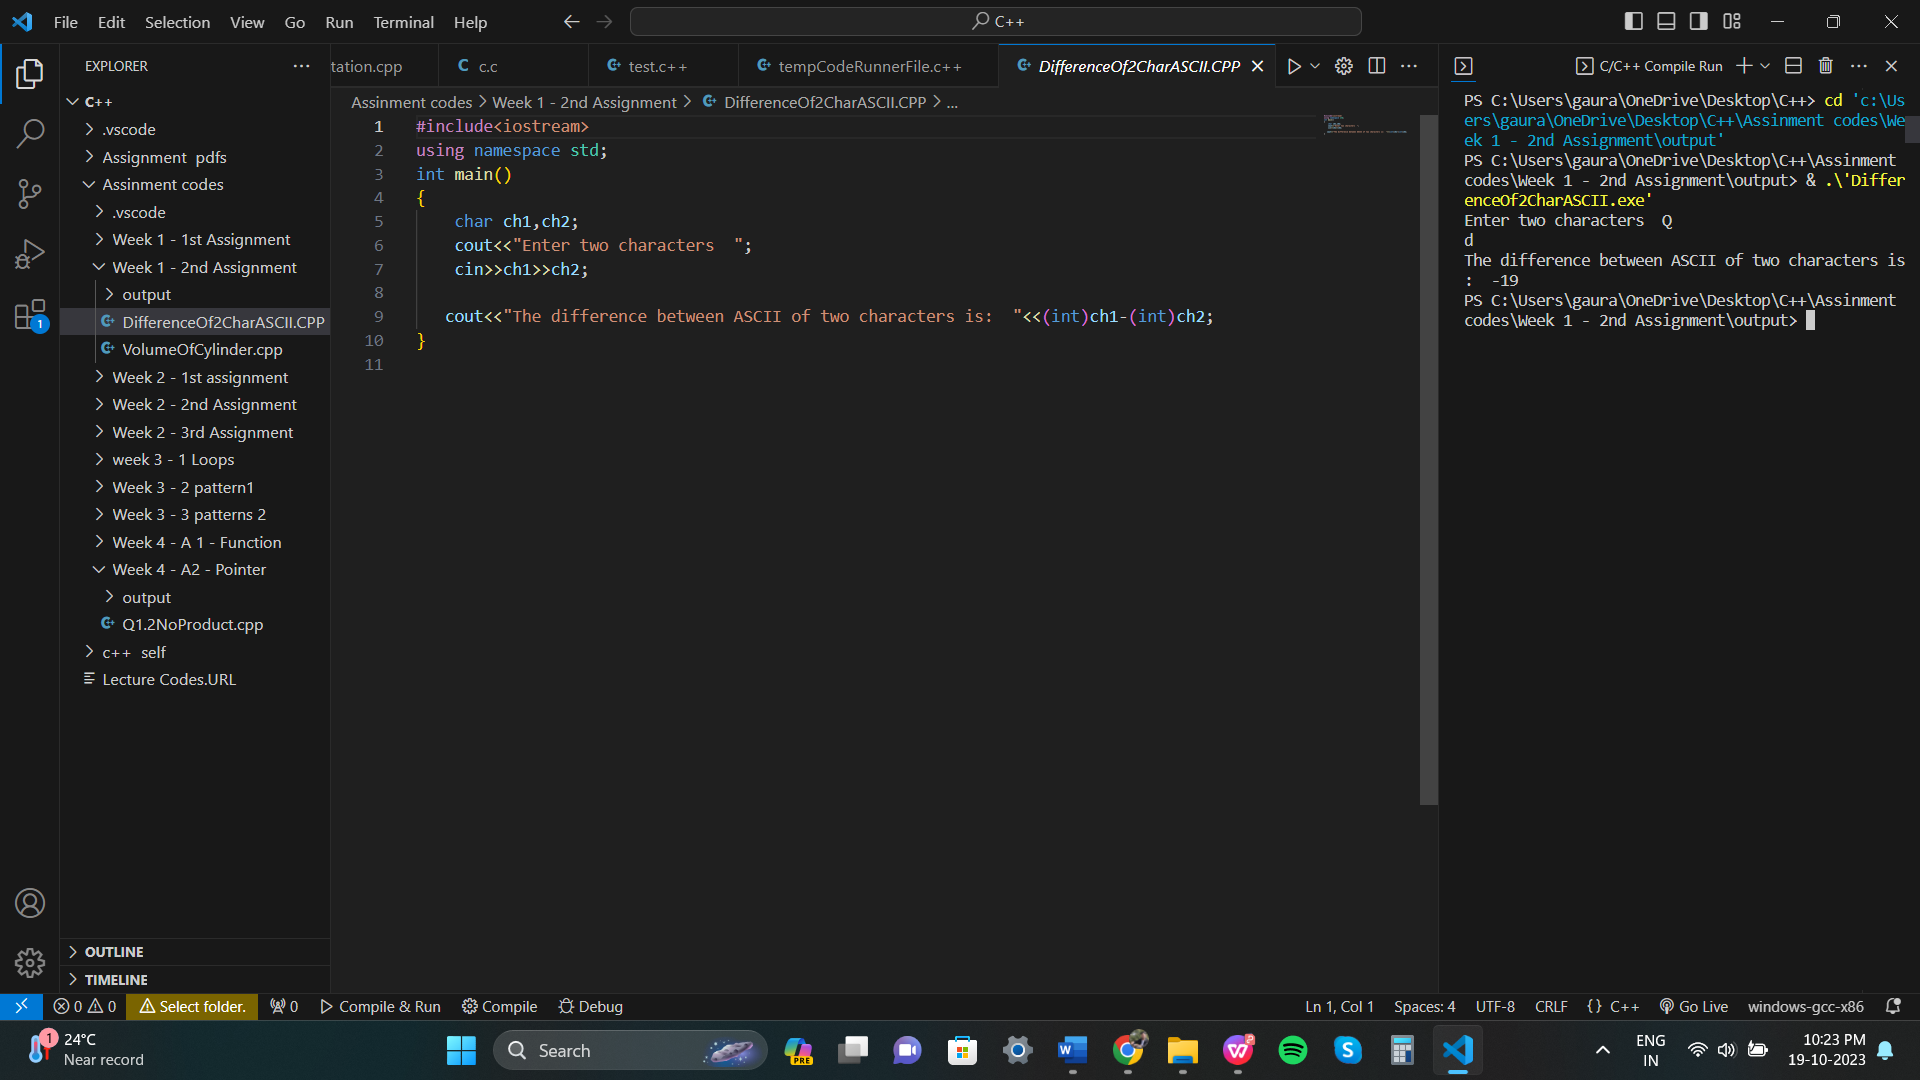 File Edit Selection View Go Run Terminal Help
C++
EXPLORER
C++
.vscode
Assignment pdfs
Assinment codes
.vscode
Week 1 - 1st Assignment
Week 1 - 2nd Assignment
output
DifferenceOf2CharASCII.CPP
VolumeOfCylinder.cpp
Week 2 - 1st assignment
Week 2 - 2nd Assignment
Week 2 - 3rd Assignment
week 3 - 1 Loops
Week 3 - 2 pattern1
Week 3 - 3 patterns 2
Week 4 - A 1 - Function
Week 4 - A2 - Pointer
output
Q1.2NoProduct.cpp
c++ self
Lecture Codes.URL
OUTLINE
TIMELINE
1
tation.cpp C c.c test.c++ tempCodeRunnerFile.c++ DifferenceOf2CharASCII.CPP
Assinment codes > Week 1 - 2nd Assignment > DifferenceOf2CharASCII.CPP > ...
1 #include<iostream>
2 using namespace std;
3 int main()
4 {
5 char ch1,ch2;
6 cout<<"Enter two characters  ";
7 cin>>ch1>>ch2;
8
9 cout<<"The difference between ASCII of two characters is:  "<<(int)ch1-(int)ch2;
10 }
11
C/C++ Compile Run
PS C:\Users\gaura\OneDrive\Desktop\C++> cd 'c:\Us
ers\gaura\OneDrive\Desktop\C++\Assinment codes\We
ek 1 - 2nd Assignment\output'
PS C:\Users\gaura\OneDrive\Desktop\C++\Assinment
codes\Week 1 - 2nd Assignment\output> & .\'Differ
enceOf2CharASCII.exe'
Enter two characters  Q
d
The difference between ASCII of two characters is
:  -19
PS C:\Users\gaura\OneDrive\Desktop\C++\Assinment
codes\Week 1 - 2nd Assignment\output>
0 0 Select folder. 0 Compile & Run Compile Debug
Ln 1, Col 1 Spaces: 4 UTF-8 CRLF {} C++ Go Live windows-gcc-x86
1
24°C
Near record
Search
PRE
ENG
IN
10:23 PM
19-10-2023